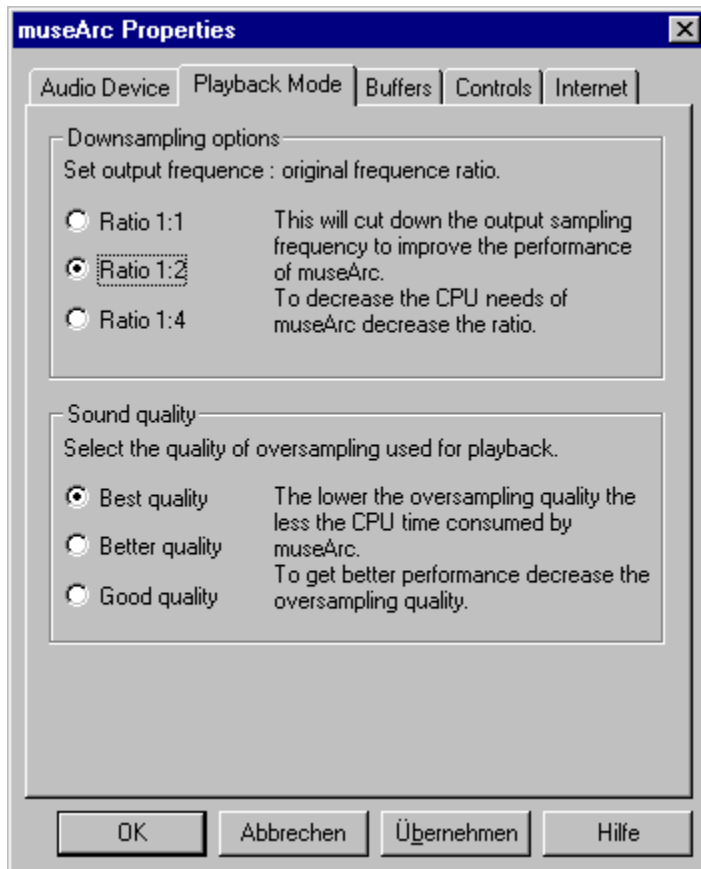 museArc Properties
Audio Device Playback Mode Buffers Controls Internet
Downsampling options
Set output frequence : original frequence ratio.
Ratio 1:1
Ratio 1:2
Ratio 1:4
This will cut down the output sampling
frequency to improve the performance
of museArc.
To decrease the CPU needs of
museArc decrease the ratio.
Sound quality
Select the quality of oversampling used for playback.
Best quality
Better quality
Good quality
The lower the oversampling quality the
less the CPU time consumed by
museArc.
To get better performance decrease the
oversampling quality.
OK Abbrechen Übernehmen Hilfe